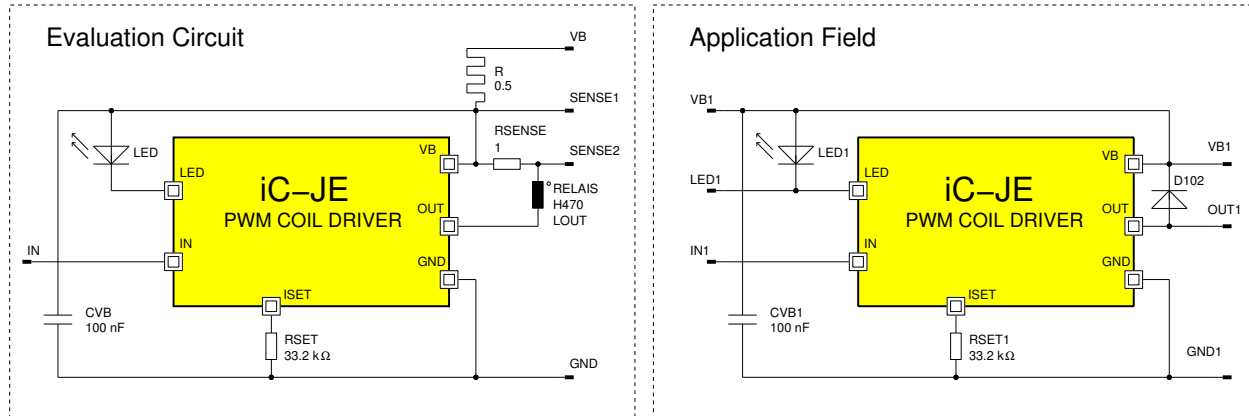 Evaluation Circuit
VB
R
0.5
SENSE1
RSENSE
1
SENSE2
LED
VB
LED
iC–JE
PWM COIL DRIVER
RELAIS
H470
LOUT
OUT
IN
IN
GND
ISET
CVB
100 nF
RSET
33.2 kΩ
GND
Application Field
VB1
LED1
VB
VB1
LED1
LED
iC–JE
PWM COIL DRIVER
D102
OUT
OUT1
IN1
IN
GND
ISET
CVB1
100 nF
RSET1
33.2 kΩ
GND1